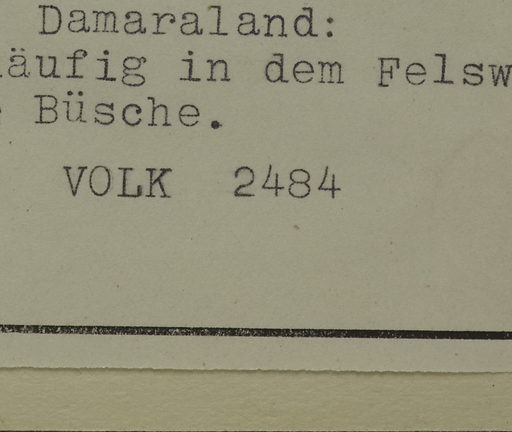 Damaraland:
äufig in dem Felsw
Büsche.
VOLK 2484